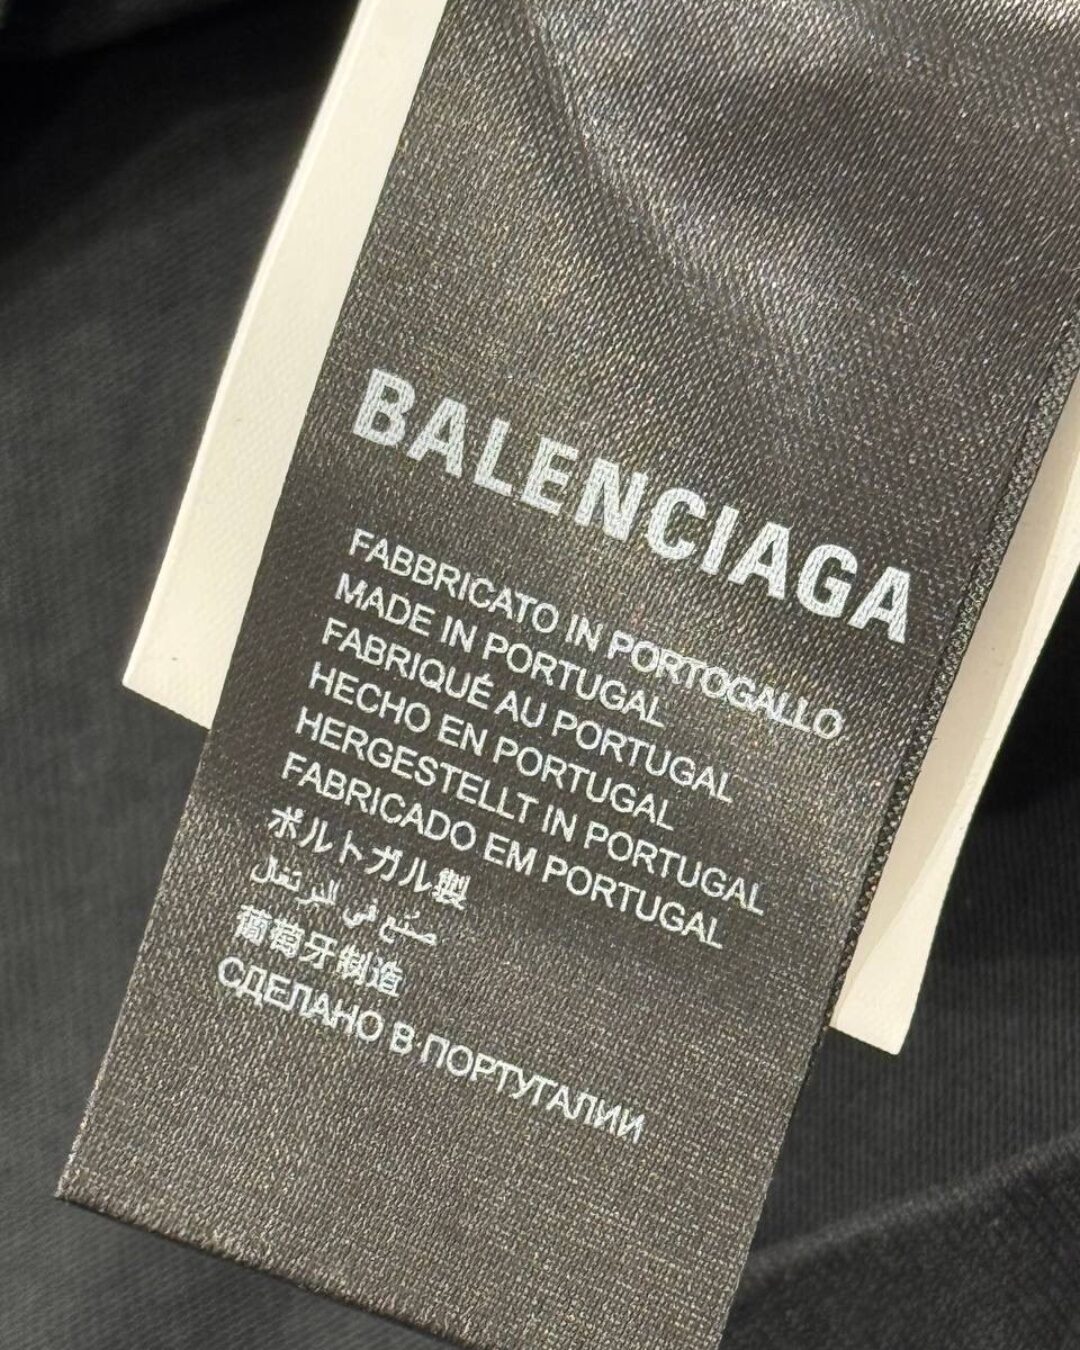 BALENCIAGA
FABBRICATO IN PORTOGALLO
MADE IN PORTUGAL
FABRIQUÉ AU PORTUGAL
HECHO EN PORTUGAL
HERGESTELLT IN PORTUGAL
FABRICADO EM PORTUGAL
ポルトガル製
صنع في البرتغال
葡萄牙制造
СДЕЛАНО В ПОРТУГАЛИИ